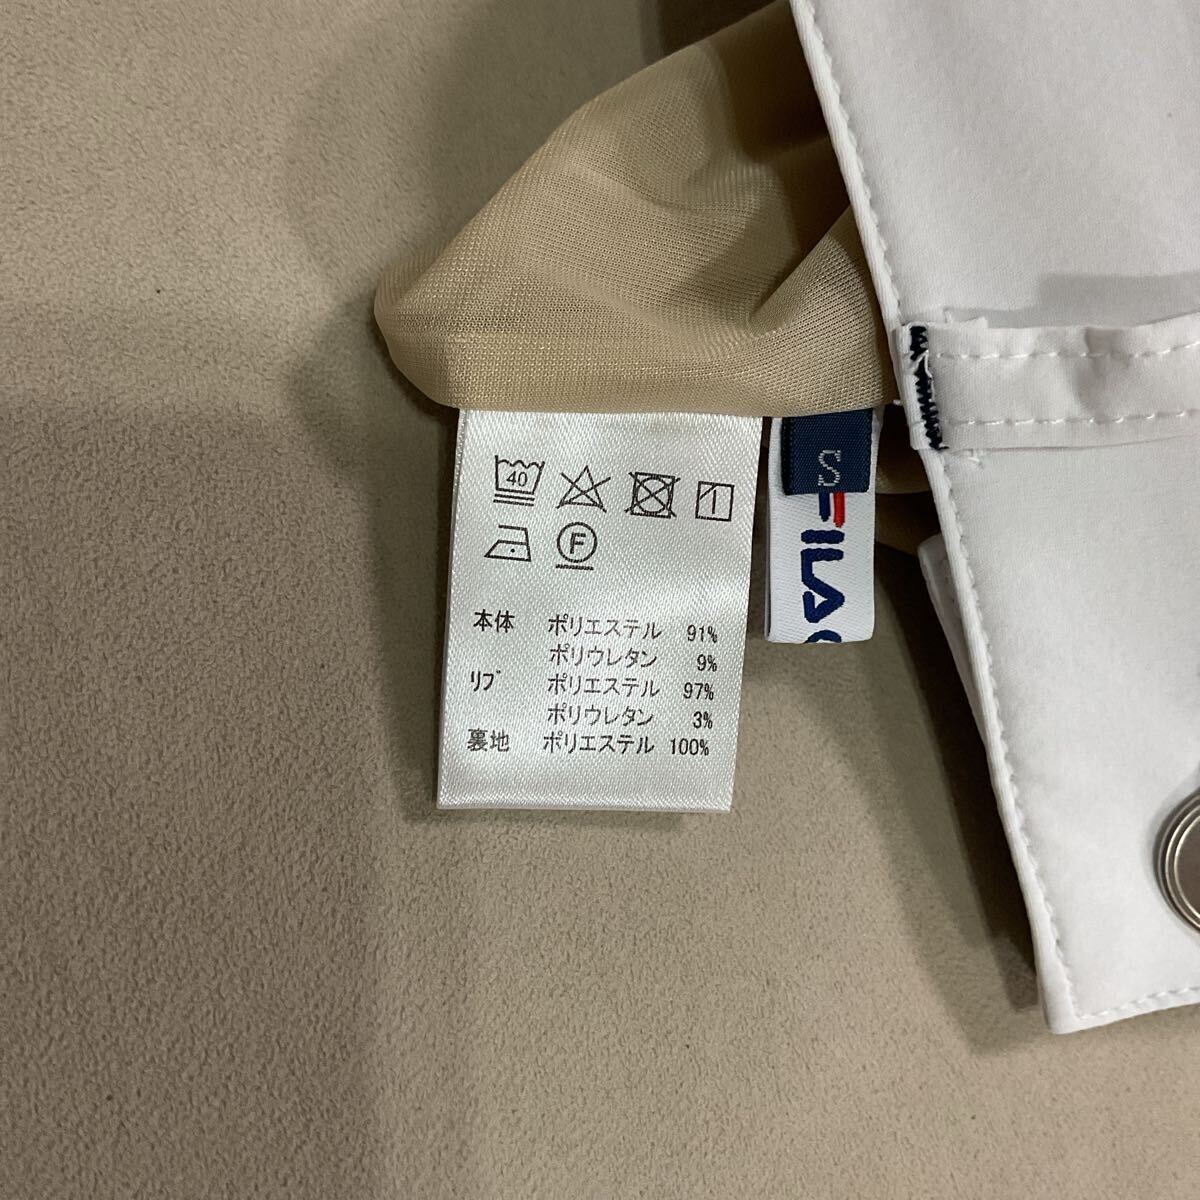 40
F
本体 ポリエステル 91%
ポリウレタン 9%
リブ ポリエステル 97%
ポリウレタン 3%
裏地 ポリエステル 100%
S
FILA